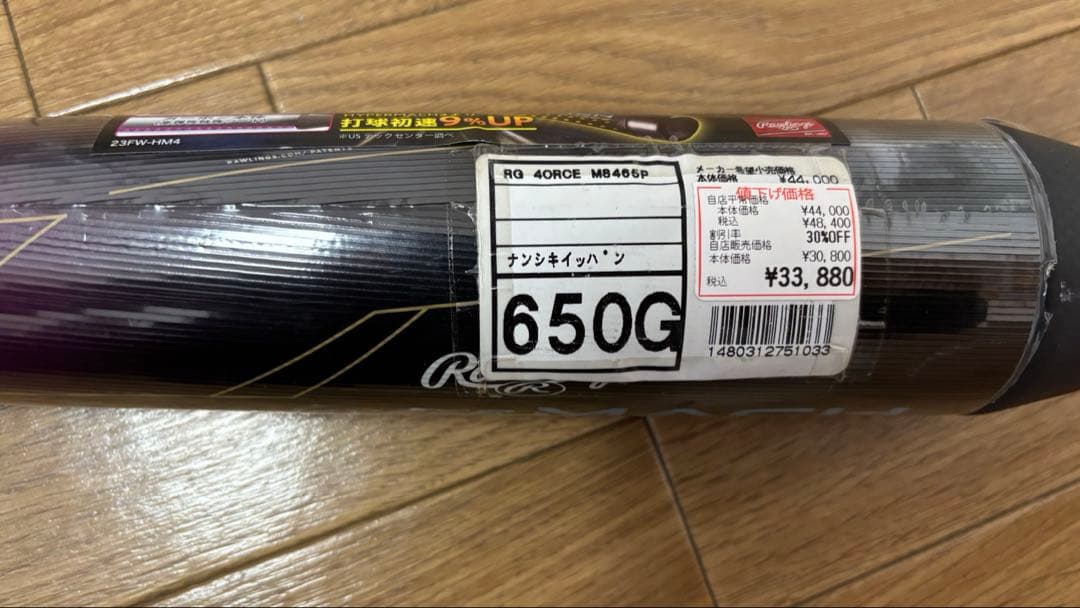 打球初速9%UP
※USテックセンター調べ
23FW-HM4
RAWLINGS.COM/PATENTS
Rawlings
RG 4ORCE M8465P
ナンシキイッパン
650G
メーカー希望小売価格
本体価格 ¥44,000
値下げ価格
自店平常価格
本体価格 ¥44,000
税込 ¥48,400
割引率 30%OFF
自店販売価格
本体価格 ¥30,800
税込 ¥33,880
1480312751033
R